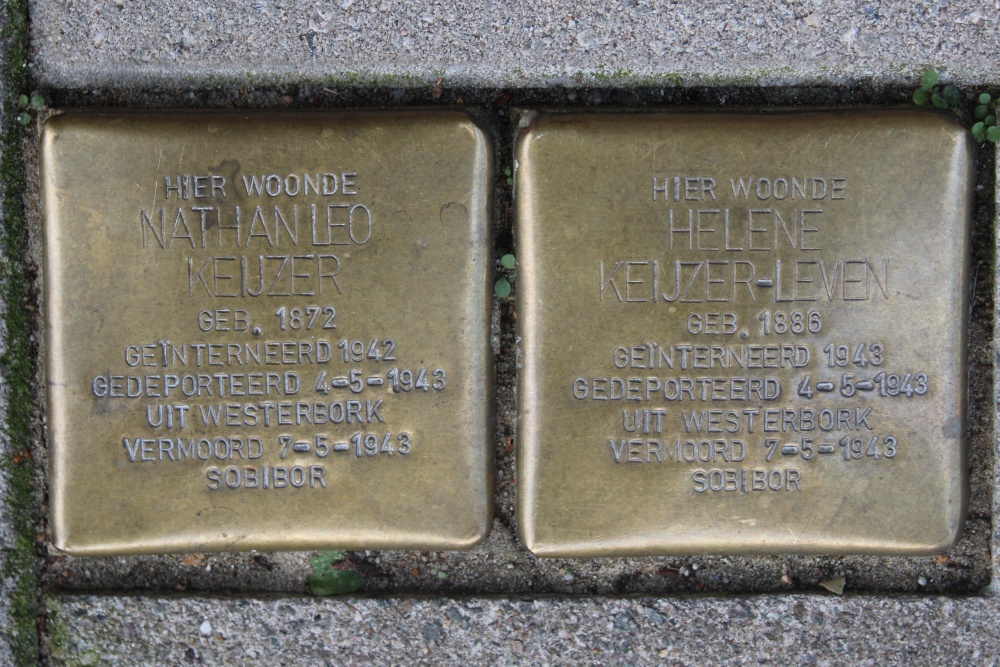 HIER WOONDE
NATHAN LEO
KEIJZER
GEB. 1872
GEÏNTERNEERD 1942
GEDEPORTEERD 4-5-1943
UIT WESTERBORK
VERMOORD 7-5-1943
SOBIBOR
HIER WOONDE
HELENE
KEIJZER-LEVEN
GEB. 1886
GEÏNTERNEERD 1943
GEDEPORTEERD 4-5-1943
UIT WESTERBORK
VERMOORD 7-5-1943
SOBIBOR